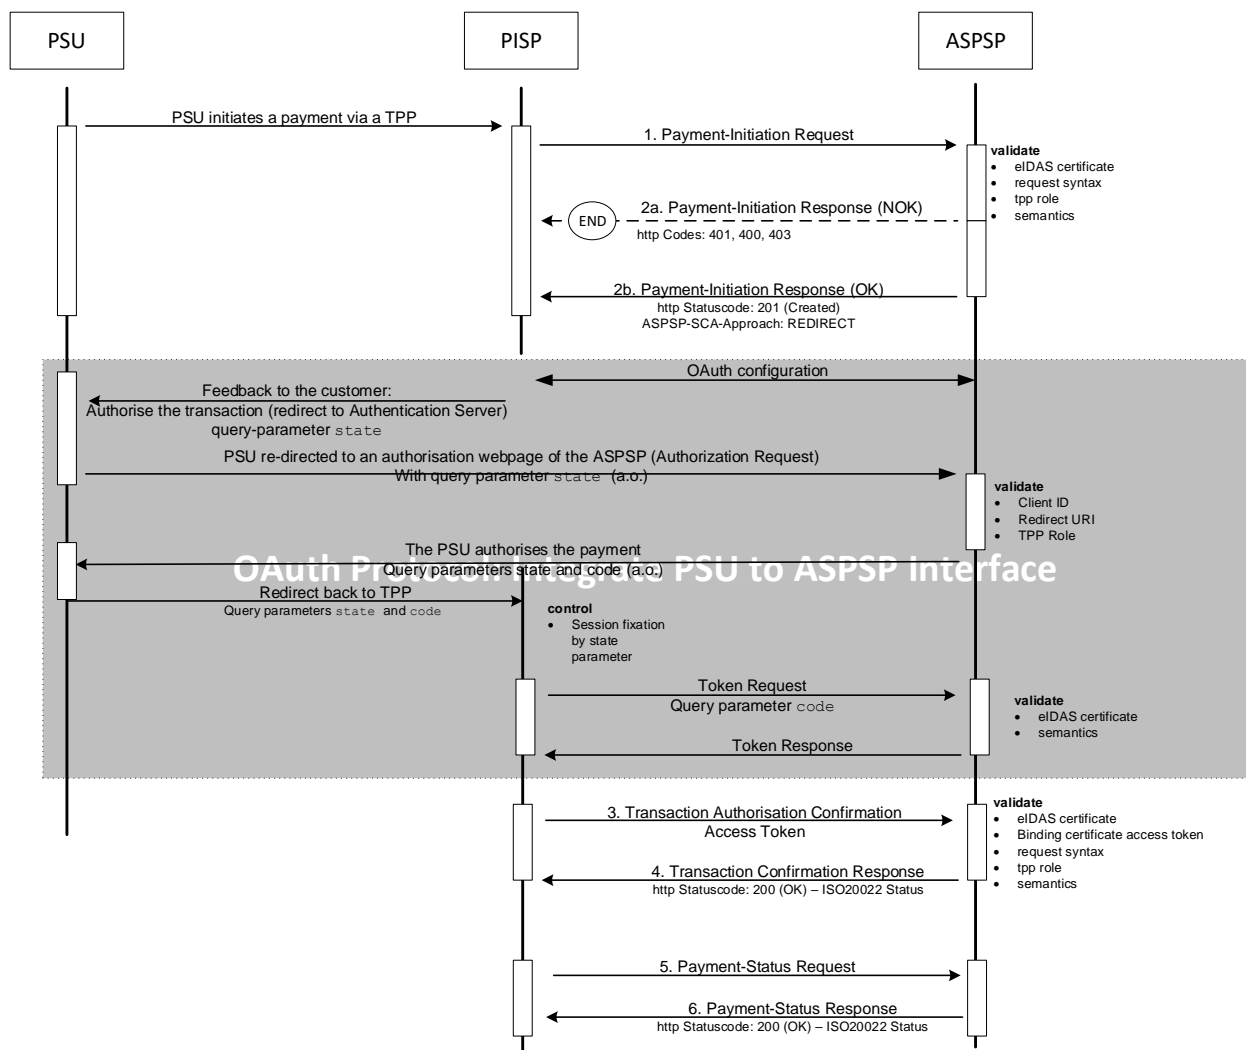 PSU
PISP
ASPSP
PSU initiates a payment via a TPP
1. Payment-Initiation Request
validate
• eIDAS certificate
• request syntax
• tpp role
• semantics
2a. Payment-Initiation Response (NOK)
END
http Codes: 401, 400, 403
2b. Payment-Initiation Response (OK)
http Statuscode: 201 (Created)
ASPSP-SCA-Approach: REDIRECT
OAuth configuration
Feedback to the customer:
Authorise the transaction (redirect to Authentication Server)
query-parameter state
PSU re-directed to an authorisation webpage of the ASPSP (Authorization Request)
With query parameter state (a.o.)
validate
• Client ID
• Redirect URI
• TPP Role
The PSU authorises the payment
OAuth Protocol: Integrate PSU to ASPSP Interface
Query parameters state and code (a.o.)
Redirect back to TPP
Query parameters state and code
control
• Session fixation
by state
parameter
Token Request
Query parameter code
validate
• eIDAS certificate
• semantics
Token Response
3. Transaction Authorisation Confirmation
Access Token
validate
• eIDAS certificate
• Binding certificate access token
• request syntax
• tpp role
• semantics
4. Transaction Confirmation Response
http Statuscode: 200 (OK) – ISO20022 Status
5. Payment-Status Request
6. Payment-Status Response
http Statuscode: 200 (OK) – ISO20022 Status